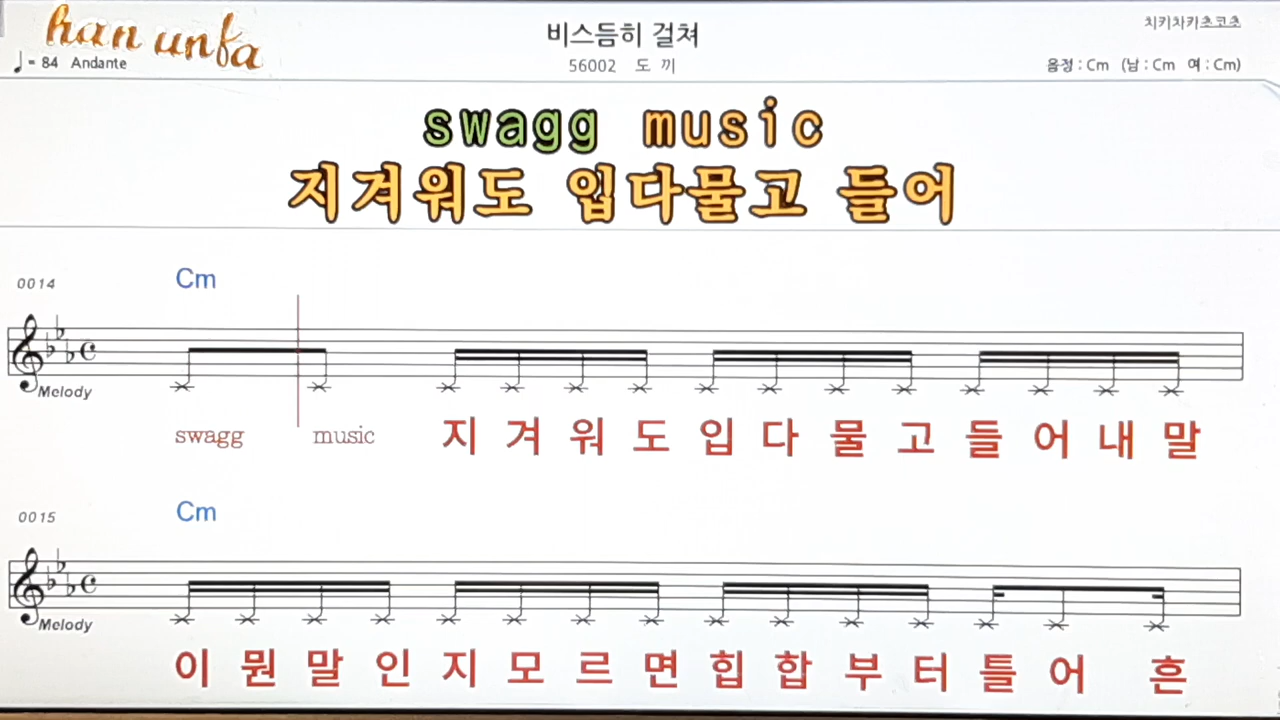 han unfa
비스듬히 걸쳐
치키차키초코초
♩= 84 Andante
56002 도 끼
음정 : Cm (남 : Cm 여 : Cm)
swagg music
지겨워도 입다물고 들어
0014
Cm
Melody
swagg music 지 겨 워 도 입 다 물 고 들 어 내 말
0015
Cm
Melody
이 뭔 말 인 지 모 르 면 힙 합 부 터 틀 어 흔